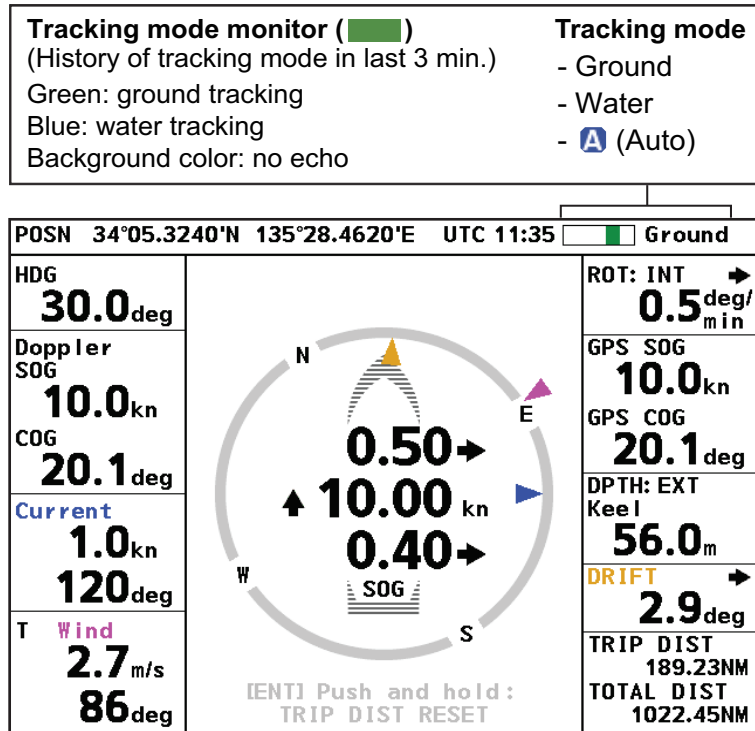 Tracking mode monitor ( )
(History of tracking mode in last 3 min.)
Green: ground tracking
Blue: water tracking
Background color: no echo
Tracking mode
- Ground
- Water
- A (Auto)
POSN 34°05.3240'N 135°28.4620'E UTC 11:35 Ground
HDG
30.0deg
Doppler
SOG
10.0kn
COG
20.1deg
Current
1.0kn
120deg
T Wind
2.7m/s
86deg
N
E
W
S
0.50
10.00 kn
0.40
SOG
[ENT] Push and hold:
TRIP DIST RESET
ROT: INT
0.5deg/min
GPS SOG
10.0kn
GPS COG
20.1deg
DPTH: EXT
Keel
56.0m
DRIFT
2.9deg
TRIP DIST
189.23NM
TOTAL DIST
1022.45NM